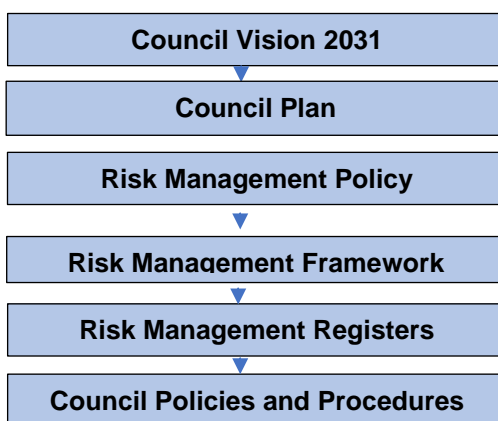 Council Vision 2031
Council Plan
Risk Management Policy
Risk Management Framework
Risk Management Registers
Council Policies and Procedures